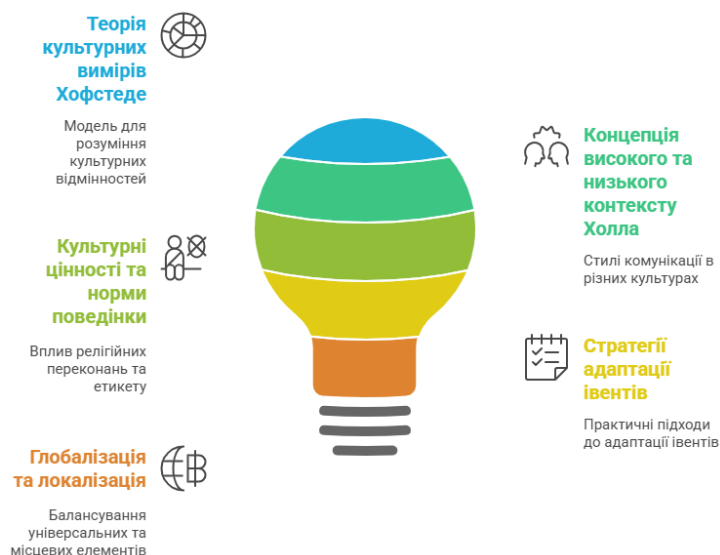 Теорія
культурних
вимірів
Хофстеде
Модель для
розуміння
культурних
відмінностей
Концепція
високого та
низького
контексту
Холла
Стилі комунікації в
різних культурах
Культурні
цінності та
норми
поведінки
Вплив релігійних
переконань та
етикету
Стратегії
адаптації
івентів
Практичні підходи
до адаптації івентів
Глобалізація
та локалізація
Балансування
універсальних та
місцевих елементів